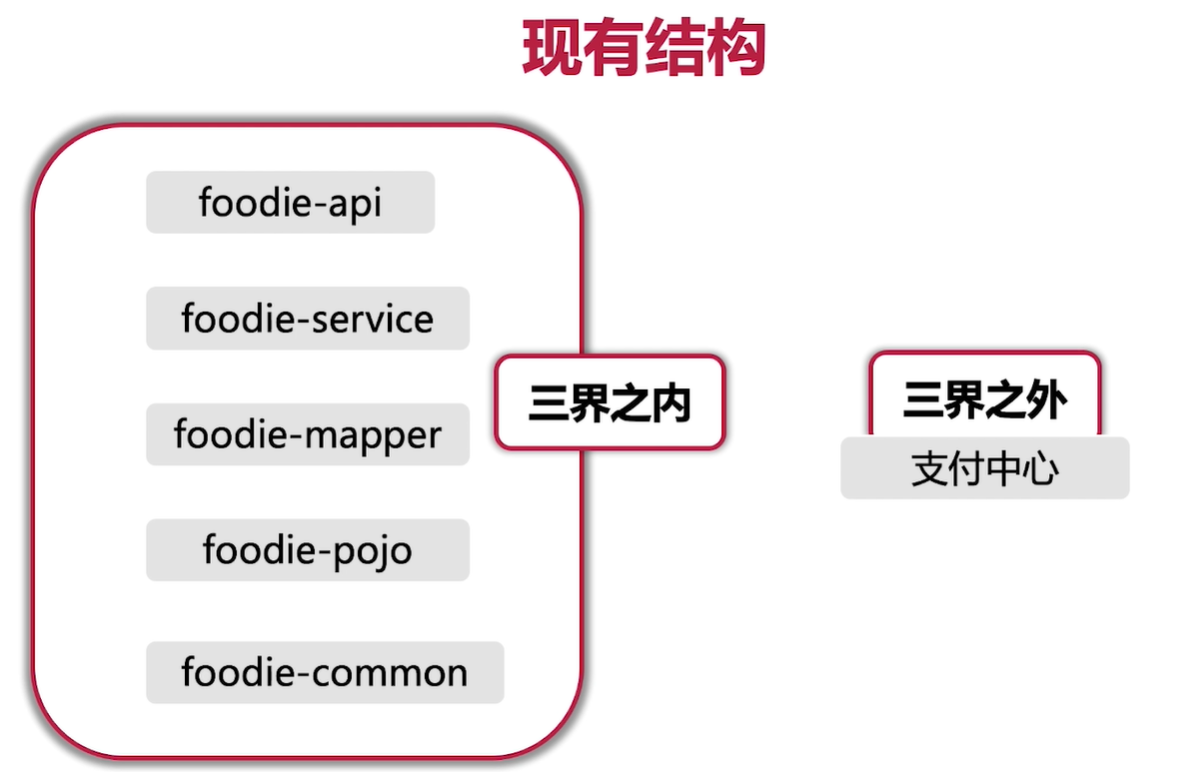 现有结构
foodie-api
foodie-service
foodie-mapper
foodie-pojo
foodie-common
三界之内
三界之外
支付中心